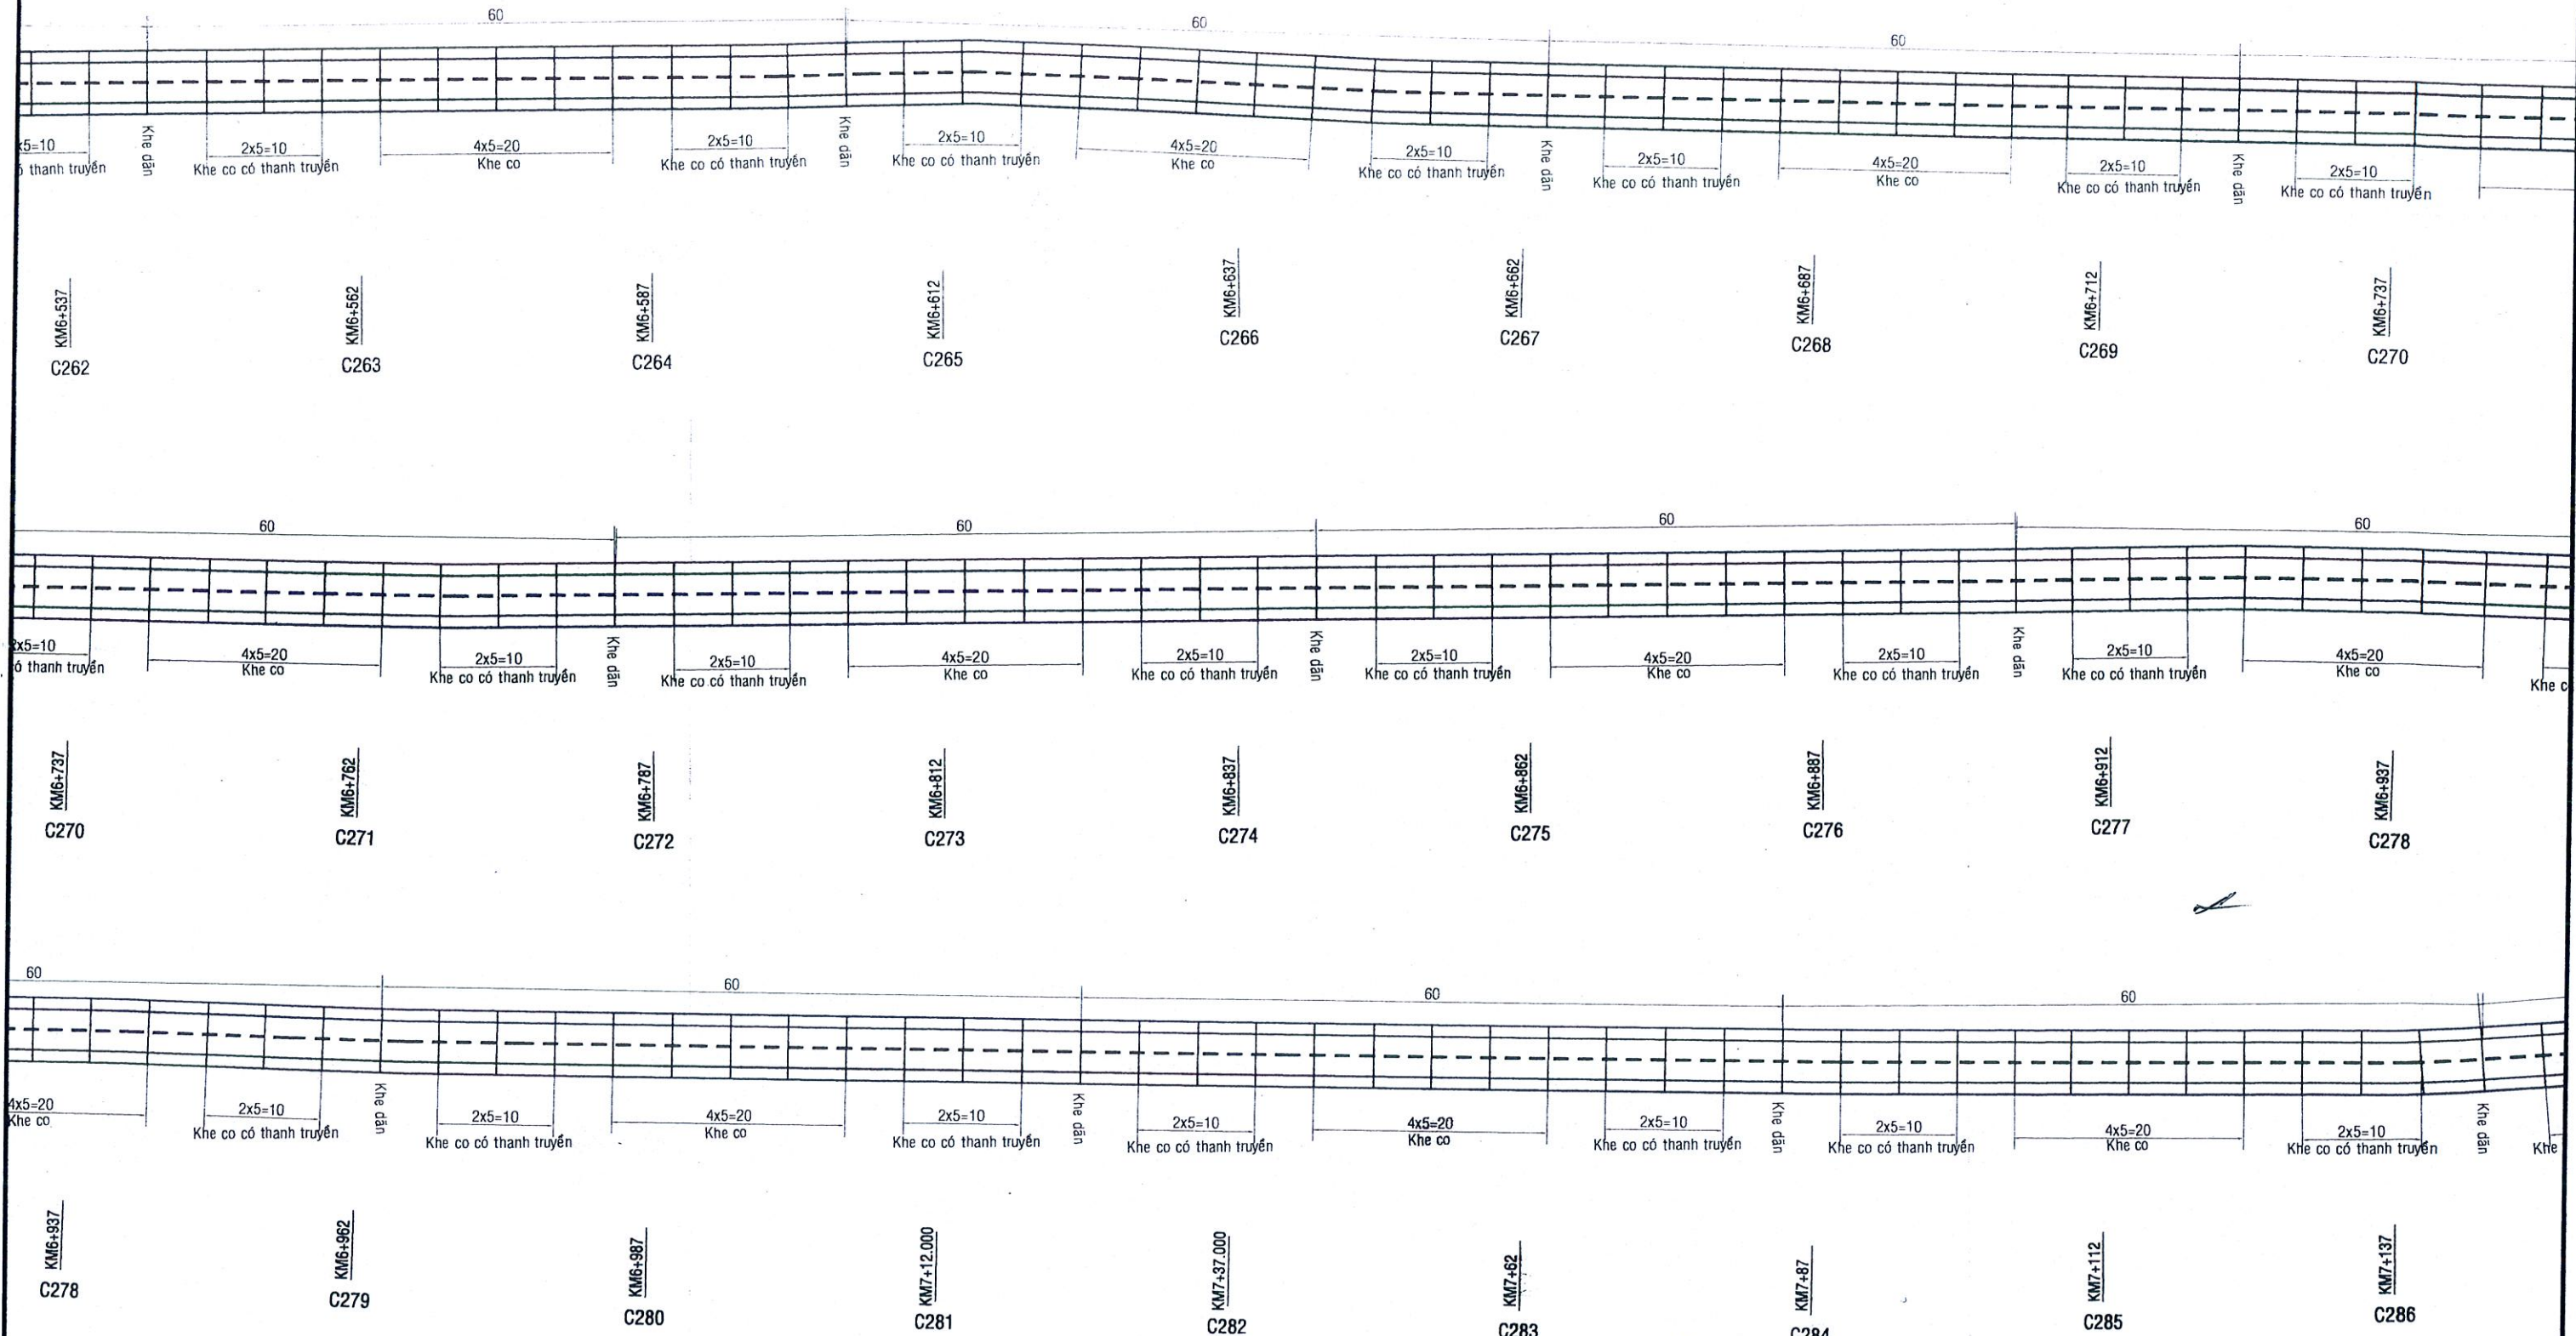 60 60 60
x5=10 2x5=10 4x5=20 2x5=10 2x5=10 4x5=20 2x5=10 2x5=10 4x5=20 2x5=10 2x5=10
thanh truyền Khe dãn Khe co có thanh truyền Khe co Khe co có thanh truyền Khe dãn Khe co có thanh truyền Khe co Khe co có thanh truyền Khe dãn Khe co có thanh truyền Khe co Khe co có thanh truyền Khe dãn Khe co có thanh truyền
KM6+537 KM6+562 KM6+587 KM6+612 KM6+637 KM6+662 KM6+687 KM6+712 KM6+737
C262 C263 C264 C265 C266 C267 C268 C269 C270
60 60 60 60
2x5=10 4x5=20 2x5=10 2x5=10 4x5=20 2x5=10 2x5=10 4x5=20 2x5=10 2x5=10 4x5=20
ó thanh truyền Khe co Khe co có thanh truyền Khe dãn Khe co có thanh truyền Khe co Khe co có thanh truyền Khe dãn Khe co có thanh truyền Khe co Khe co có thanh truyền Khe dãn Khe co có thanh truyền Khe co Khe c
KM6+737 KM6+762 KM6+787 KM6+812 KM6+837 KM6+862 KM6+887 KM6+912 KM6+937
C270 C271 C272 C273 C274 C275 C276 C277 C278
60 60 60 60
4x5=20 2x5=10 2x5=10 4x5=20 2x5=10 2x5=10 4x5=20 2x5=10 2x5=10 4x5=20 2x5=10
Khe co Khe co có thanh truyền Khe dãn Khe co có thanh truyền Khe co Khe co có thanh truyền Khe dãn Khe co có thanh truyền Khe co Khe co có thanh truyền Khe dãn Khe co có thanh truyền Khe co Khe co có thanh truyền Khe dãn Khe
KM6+937 KM6+962 KM6+987 KM7+12.000 KM7+37.000 KM7+62 KM7+87 KM7+112 KM7+137
C278 C279 C280 C281 C282 C283 C284 C285 C286